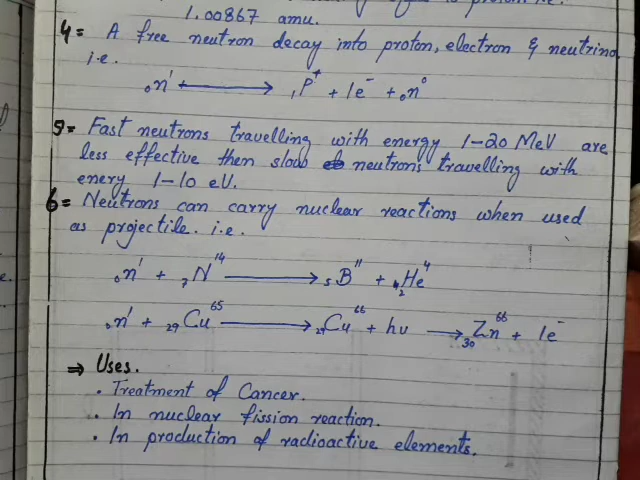 1.00867 amu.
4= A free neutron decay into proton, electron & neutrino
i.e.
₀n¹ ⟶ ₁P⁺ + 1e⁻ + ₀n⁰
5= Fast neutrons travelling with energy 1-20 MeV are
less effective then slow neutrons travelling with
enery 1-10 eV.
6= Neutrons can carry nuclear reactions when used
as projectile. i.e.
₀n¹ + ₇N¹⁴ ⟶ ₅B¹¹ + ₂He⁴
₀n¹ + ₂₉Cu⁶⁵ ⟶ ₂₉Cu⁶⁶ + hν ⟶ ₃₀Zn⁶⁶ + 1e⁻
⇒ Uses.
· Treatment of Cancer.
· In nuclear fission reaction.
· In production of radioactive elements.